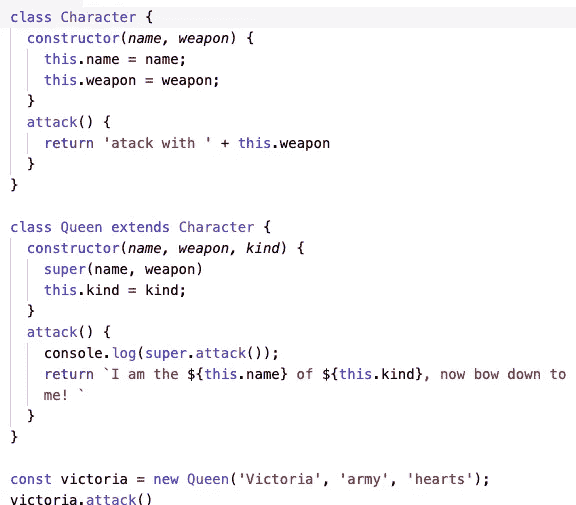 class Character {
  constructor(name, weapon) {
    this.name = name;
    this.weapon = weapon;
  }
  attack() {
    return 'atack with ' + this.weapon
  }
}

class Queen extends Character {
  constructor(name, weapon, kind) {
    super(name, weapon)
    this.kind = kind;
  }
  attack() {
    console.log(super.attack());
    return `I am the ${this.name} of ${this.kind}, now bow down to
    me! `
  }
}

const victoria = new Queen('Victoria', 'army', 'hearts');
victoria.attack()